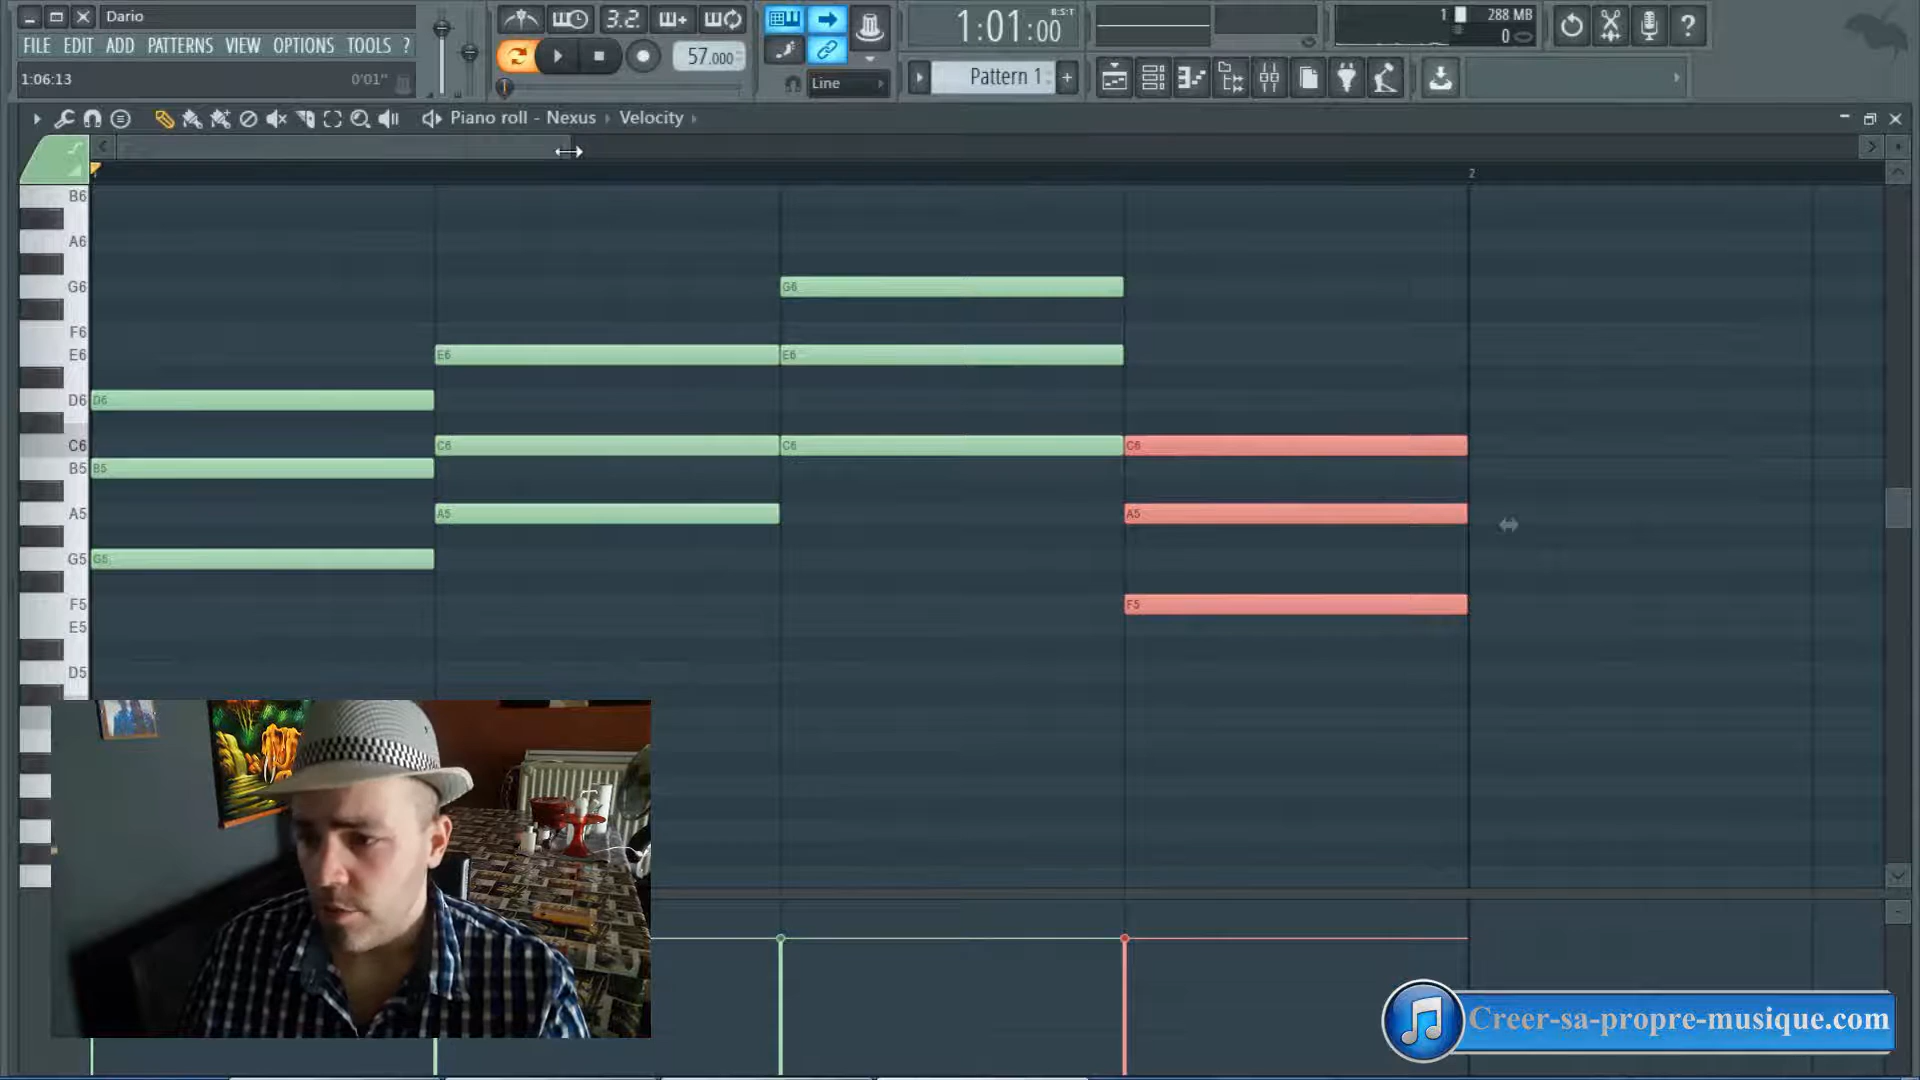 Dario
FILE EDIT ADD PATTERNS VIEW OPTIONS TOOLS ?
1:06:13 0'01"
3.2.
57.000
Line
1:01:00
B:S:T
Pattern 1 +
1 288 MB
0
?
Piano roll - Nexus Velocity
2
B6
A6
G6 G6
F6
E6 E6 E6
D6 D6
C6 C6 C6 C6
B5 B5
A5 A5 A5
G5 G5
F5 F5
E5
D5
Creer-sa-propre-musique.com